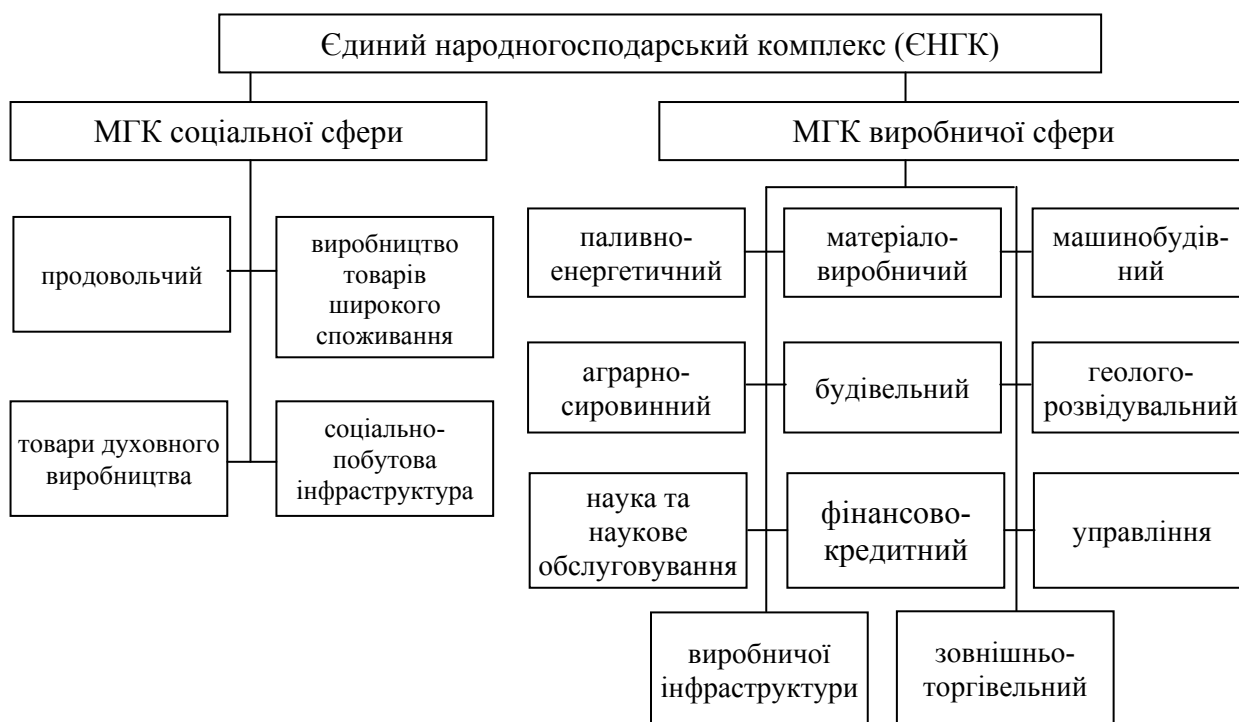 Єдиний народногосподарський комплекс (ЄНГК)
МГК соціальної сфери
МГК виробничої сфери
продовольчий
виробництво
товарів
широкого
споживання
товари духовного
виробництва
соціально-
побутова
інфраструктура
паливно-
енергетичний
матеріало-
виробничий
машинобудів-
ний
аграрно-
сировинний
будівельний
геолого-
розвідувальний
наука та
наукове
обслуговування
фінансово-
кредитний
управління
виробничої
інфраструктури
зовнішньо-
торгівельний